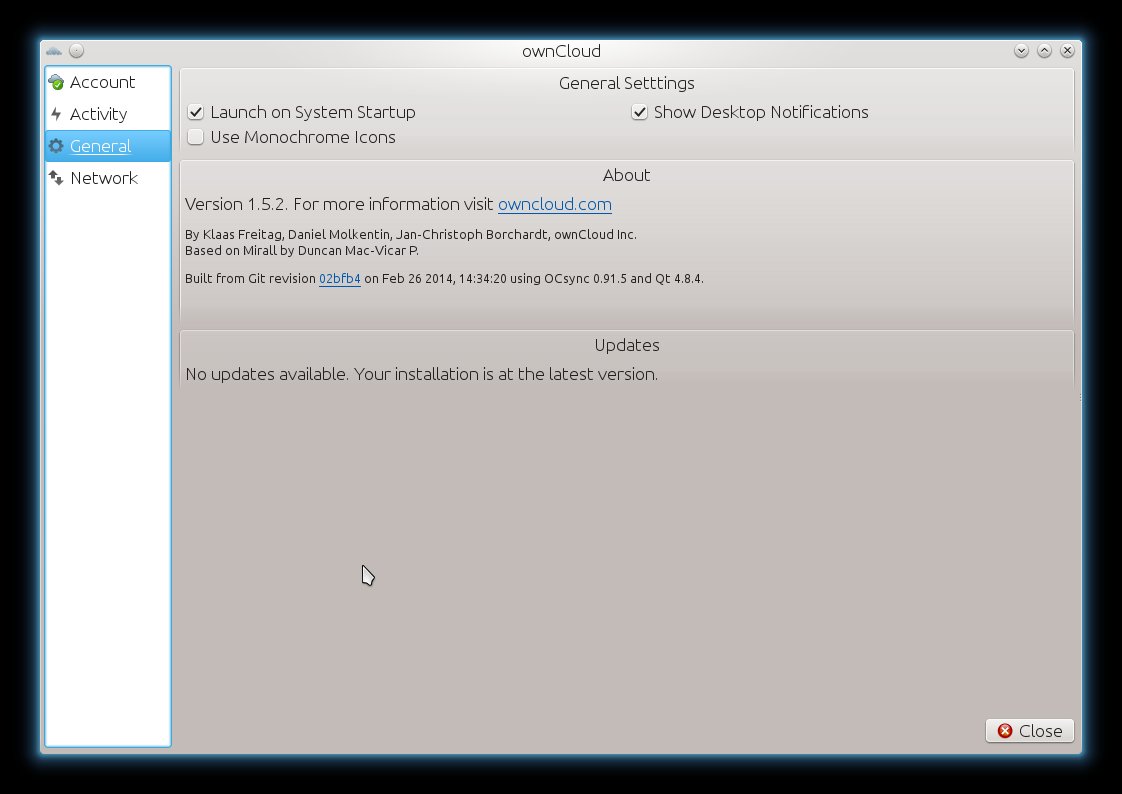 ownCloud
Account
Activity
General
Network
General Setttings
Launch on System Startup
Show Desktop Notifications
Use Monochrome Icons
About
Version 1.5.2. For more information visit owncloud.com
By Klaas Freitag, Daniel Molkentin, Jan-Christoph Borchardt, ownCloud Inc.
Based on Mirall by Duncan Mac-Vicar P.
Built from Git revision 02bfb4 on Feb 26 2014, 14:34:20 using OCsync 0.91.5 and Qt 4.8.4.
Updates
No updates available. Your installation is at the latest version.
Close